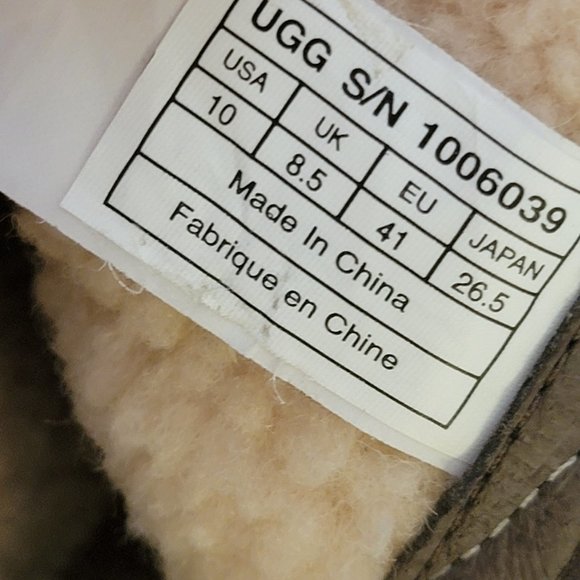 UGG S/N 1006039
USA UK EU JAPAN
10 8.5 41 26.5
Made In China
Fabrique en Chine